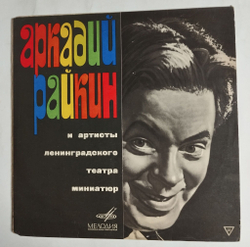 аркадий
райкин
и артисты
ленинградского
театра
миниатюр
МЕЛОДИЯ